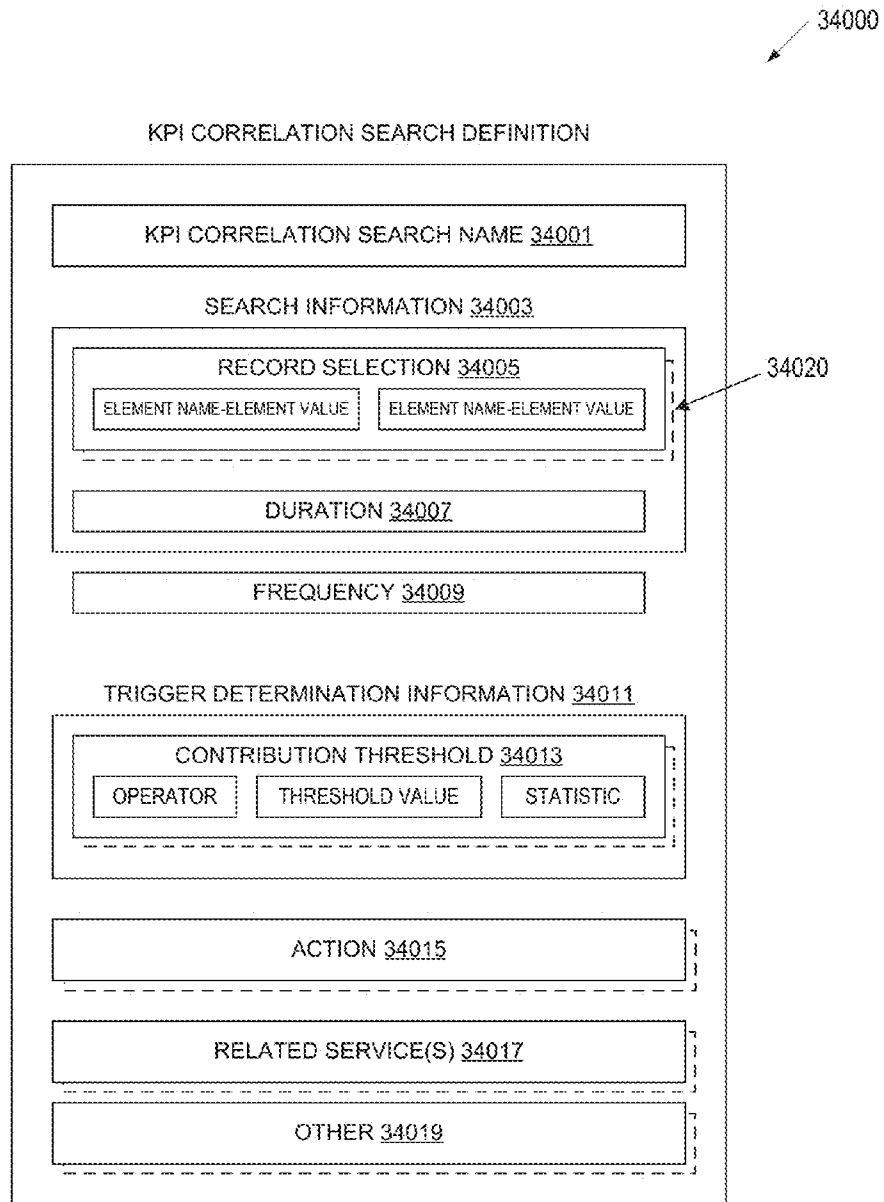 34000
KPI CORRELATION SEARCH DEFINITION
KPI CORRELATION SEARCH NAME 34001
SEARCH INFORMATION 34003
RECORD SELECTION 34005
34020
ELEMENT NAME-ELEMENT VALUE ELEMENT NAME-ELEMENT VALUE
DURATION 34007
FREQUENCY 34009
TRIGGER DETERMINATION INFORMATION 34011
CONTRIBUTION THRESHOLD 34013
OPERATOR THRESHOLD VALUE STATISTIC
ACTION 34015
RELATED SERVICE(S) 34017
OTHER 34019